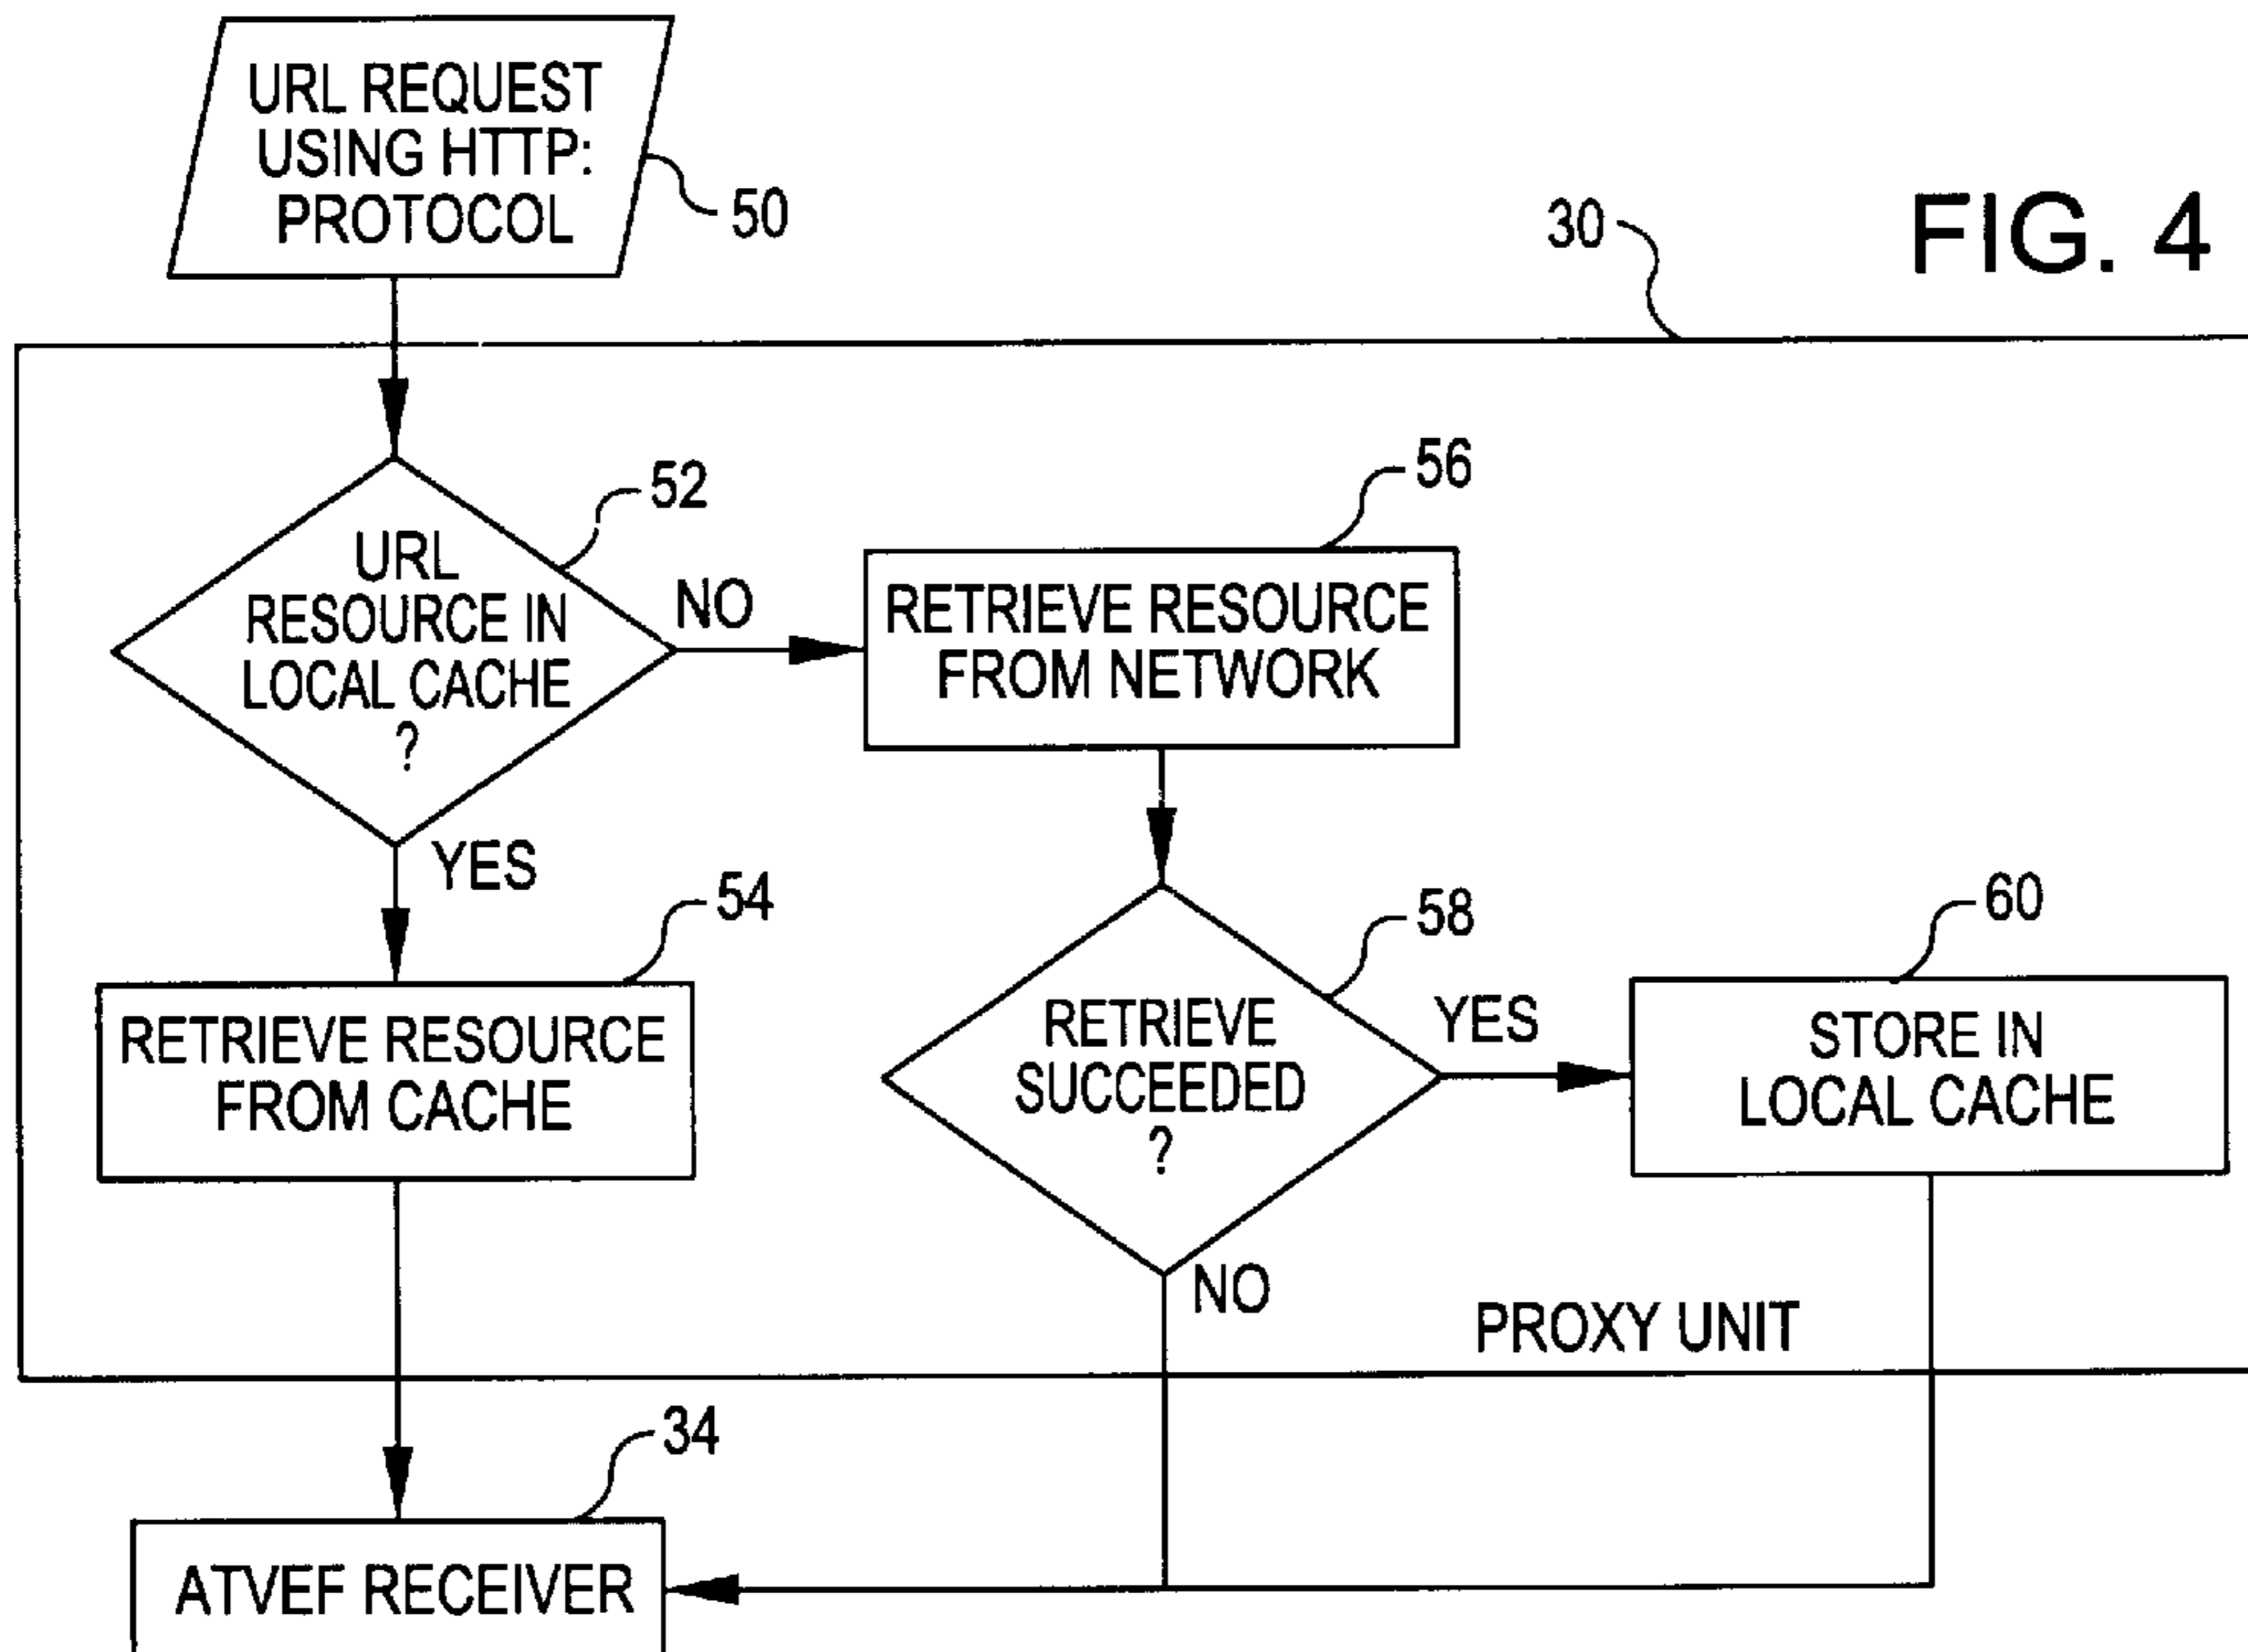 URL REQUEST
USING HTTP:
PROTOCOL
50
30
FIG. 4
52
URL
RESOURCE IN
LOCAL CACHE
?
NO
YES
56
RETRIEVE RESOURCE
FROM NETWORK
54
RETRIEVE RESOURCE
FROM CACHE
58
RETRIEVE
SUCCEEDED
?
YES
NO
60
STORE IN
LOCAL CACHE
PROXY UNIT
34
ATVEF RECEIVER